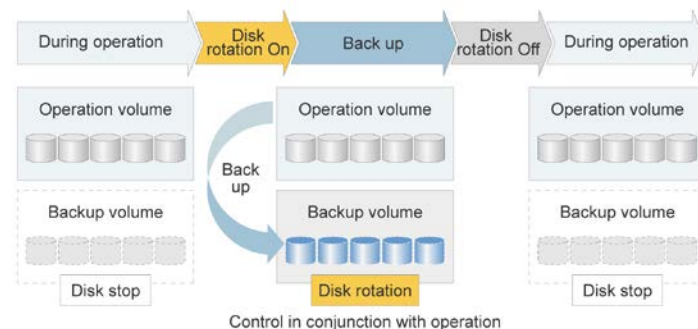 During operation
Disk
rotation On
Back up
Disk
rotation Off
During operation
Operation volume
Backup volume
Disk stop
Back
up
Operation volume
Backup volume
Disk rotation
Operation volume
Backup volume
Disk stop
Control in conjunction with operation